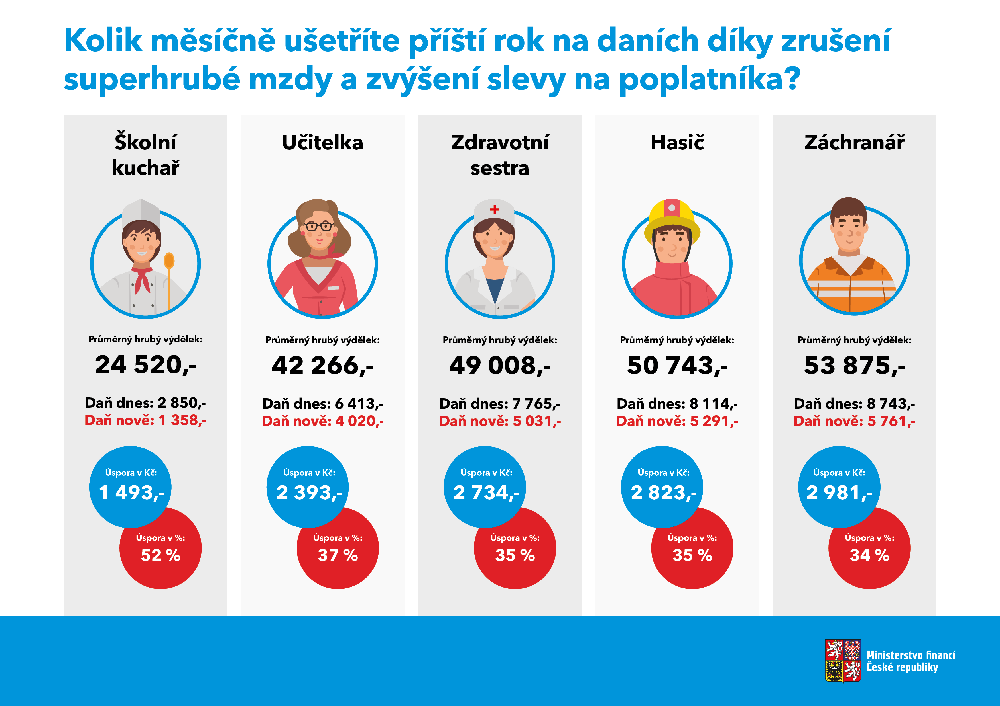 Kolik měsíčně ušetříte příští rok na daních díky zrušení
superhrubé mzdy a zvýšení slevy na poplatníka?
Školní
kuchař
Průměrný hrubý výdělek:
24 520,-
Daň dnes: 2 850,-
Daň nově: 1 358,-
Úspora v Kč:
1 493,-
Úspora v %:
52 %
Učitelka
Průměrný hrubý výdělek:
42 266,-
Daň dnes: 6 413,-
Daň nově: 4 020,-
Úspora v Kč:
2 393,-
Úspora v %:
37 %
Zdravotní
sestra
Průměrný hrubý výdělek:
49 008,-
Daň dnes: 7 765,-
Daň nově: 5 031,-
Úspora v Kč:
2 734,-
Úspora v %:
35 %
Hasič
Průměrný hrubý výdělek:
50 743,-
Daň dnes: 8 114,-
Daň nově: 5 291,-
Úspora v Kč:
2 823,-
Úspora v %:
35 %
Záchranář
Průměrný hrubý výdělek:
53 875,-
Daň dnes: 8 743,-
Daň nově: 5 761,-
Úspora v Kč:
2 981,-
Úspora v %:
34 %
Ministerstvo financí
České republiky